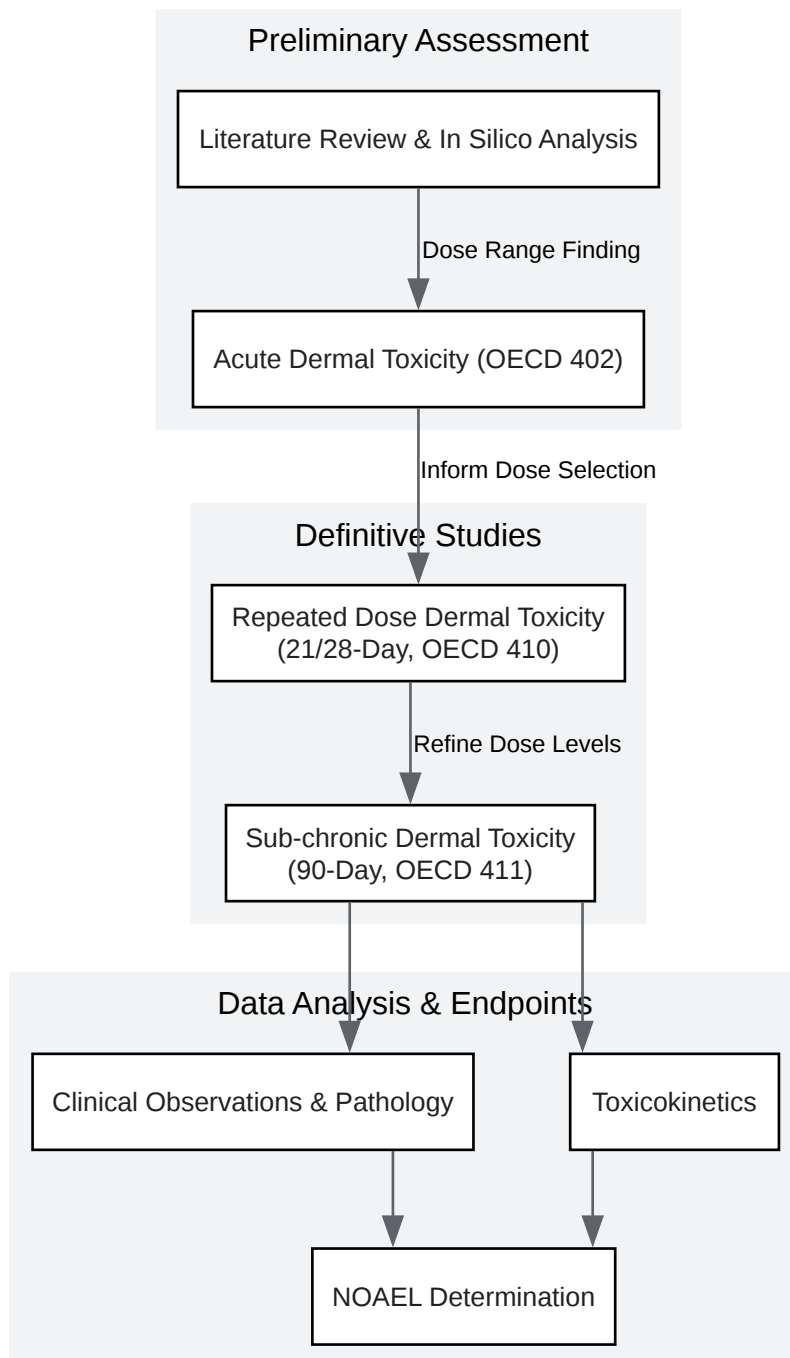 Preliminary Assessment
Literature Review & In Silico Analysis
Dose Range Finding
Acute Dermal Toxicity (OECD 402)
Inform Dose Selection
Definitive Studies
Repeated Dose Dermal Toxicity
(21/28-Day, OECD 410)
Refine Dose Levels
Sub-chronic Dermal Toxicity
(90-Day, OECD 411)
Data Analysis & Endpoints
Clinical Observations & Pathology
Toxicokinetics
NOAEL Determination